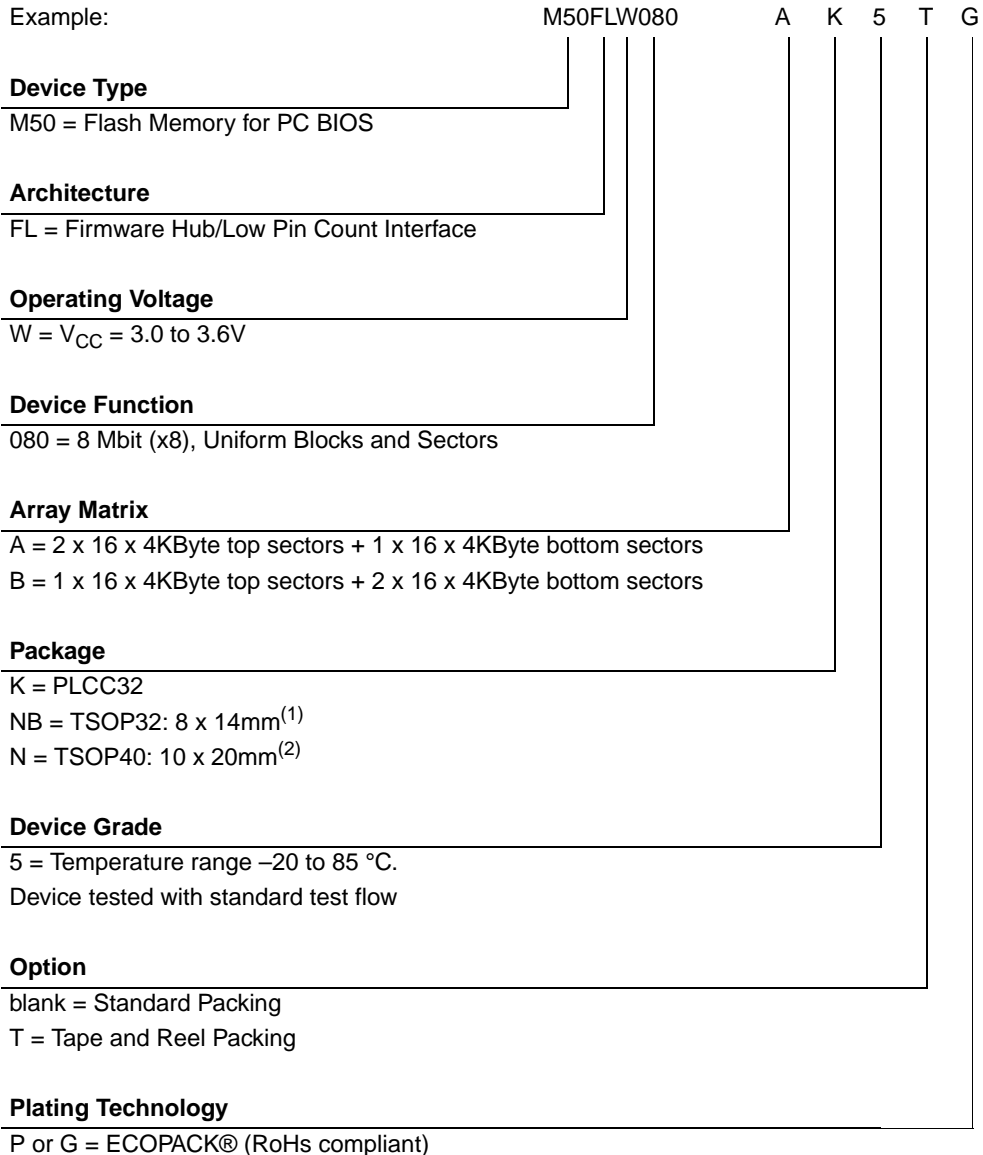 Example: M50FLW080 A K 5 T G
Device Type
M50 = Flash Memory for PC BIOS
Architecture
FL = Firmware Hub/Low Pin Count Interface
Operating Voltage
W = VCC = 3.0 to 3.6V
Device Function
080 = 8 Mbit (x8), Uniform Blocks and Sectors
Array Matrix
A = 2 x 16 x 4KByte top sectors + 1 x 16 x 4KByte bottom sectors
B = 1 x 16 x 4KByte top sectors + 2 x 16 x 4KByte bottom sectors
Package
K = PLCC32
NB = TSOP32: 8 x 14mm(1)
N = TSOP40: 10 x 20mm(2)
Device Grade
5 = Temperature range –20 to 85 °C.
Device tested with standard test flow
Option
blank = Standard Packing
T = Tape and Reel Packing
Plating Technology
P or G = ECOPACK® (RoHs compliant)